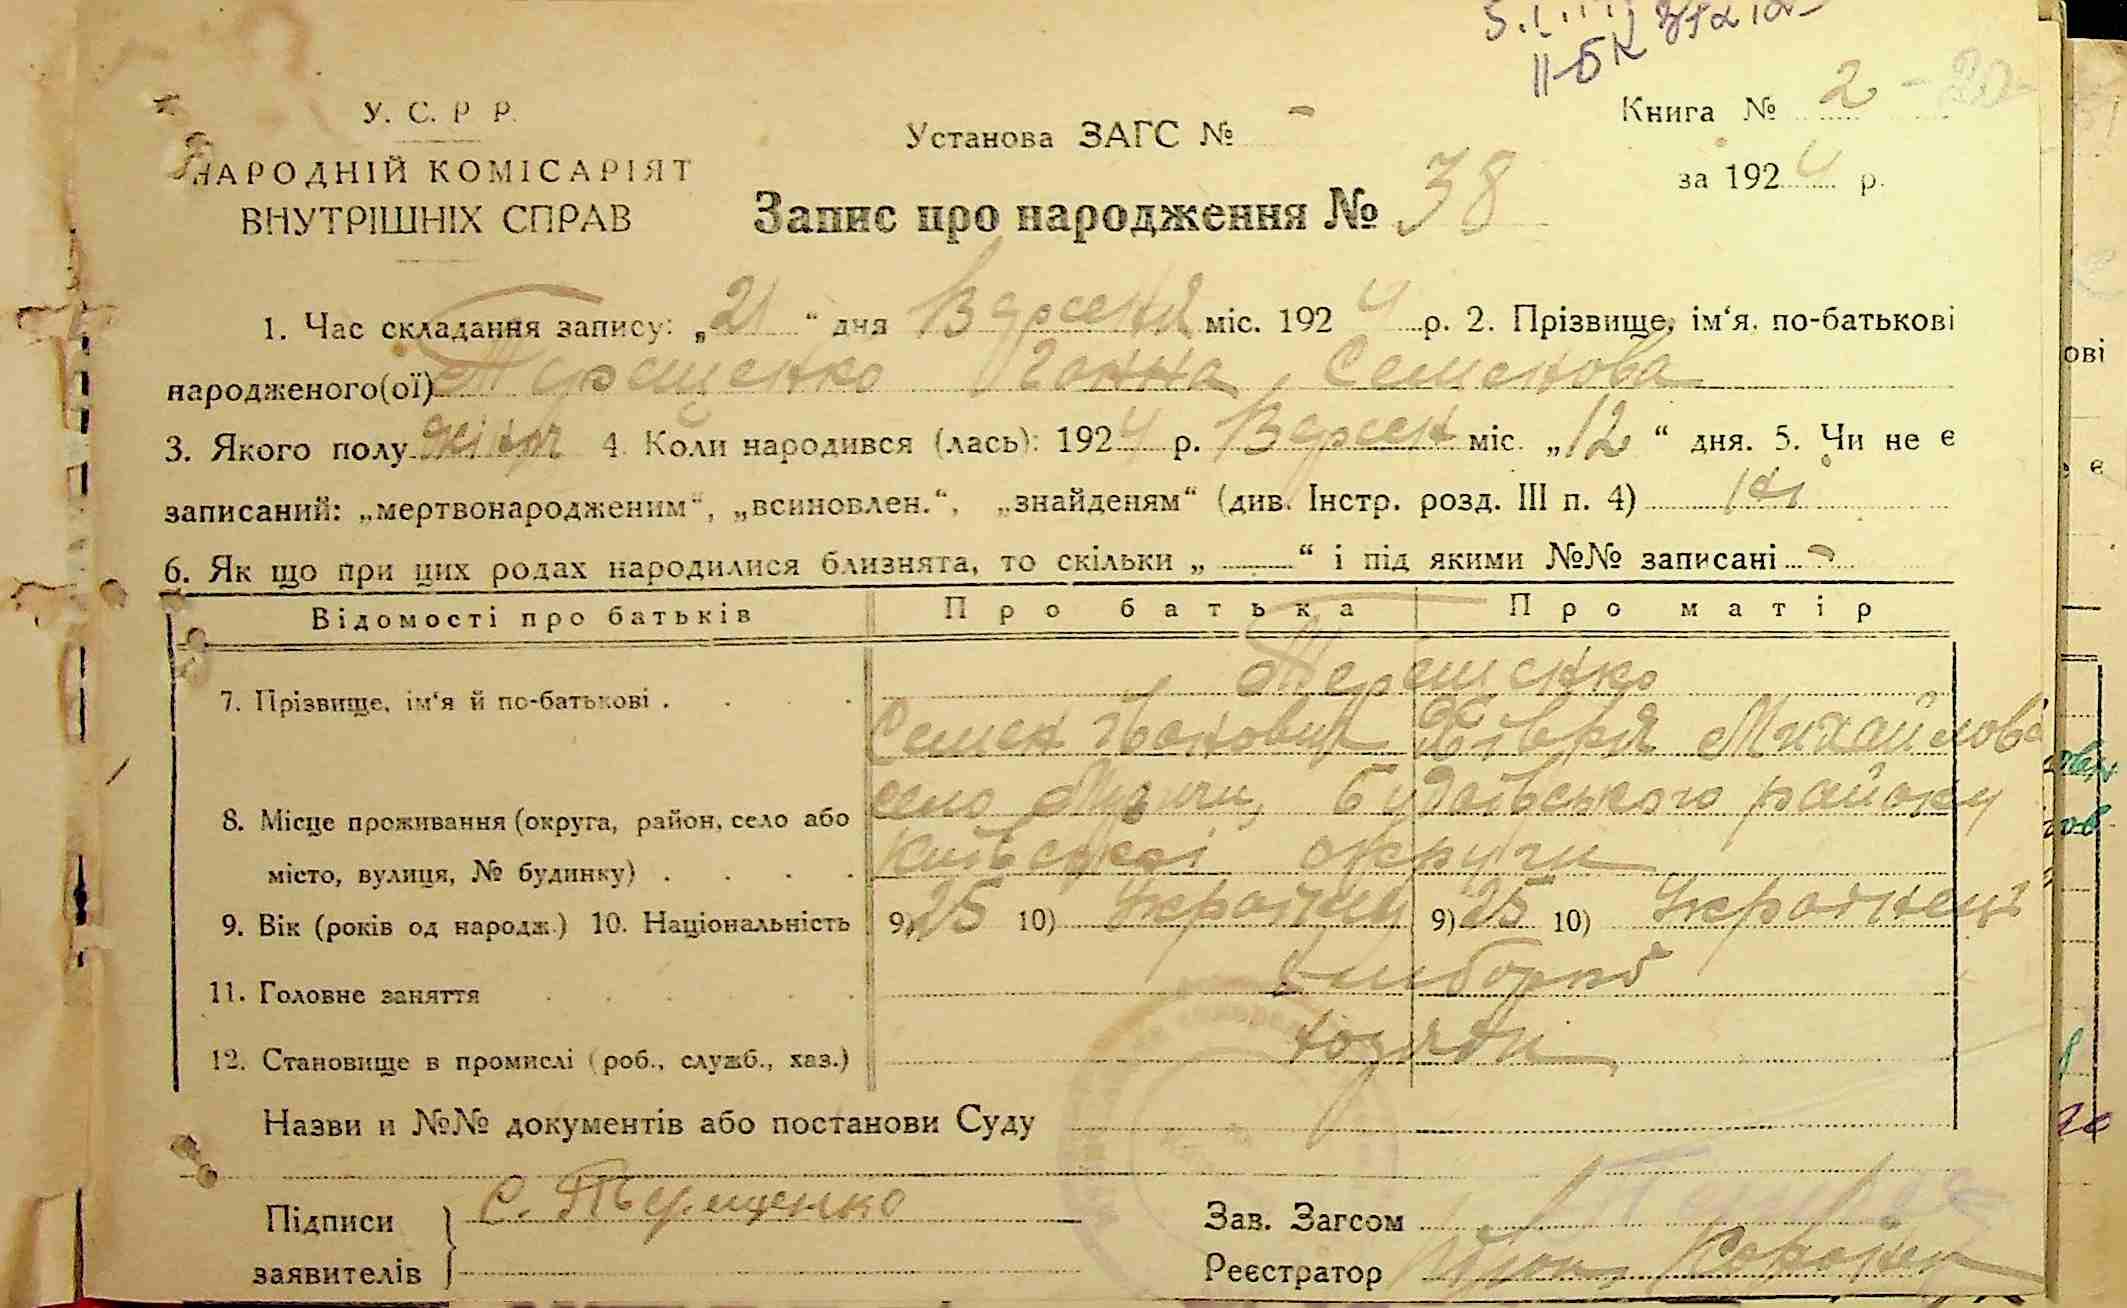 II-БК
У. С. Р Р.
НАРОДНІЙ КОМІСАРІЯТ
ВНУТРІШНІХ СПРАВ
Установа ЗАГС № -
Книга № 2 - 20-
за 1924 р.
Запис про народження № 38
1. Час складання запису: „21“ дня Вересня міс. 1924 р. 2. Прізвище, ім‘я. по-батькові
народженого(ої) Терещенко Ганна Семенова
3. Якого полу жіноч 4. Коли народився (лась): 1924 р. Вересн міс. „12“ дня. 5. Чи не є
записаний: „мертвонародженим“, „всиновлен.“, „знайденям“ (див. Інстр. розд. III п. 4) ні
6. Як що при цих родах народилися близнята, то скільки „ “ і під якими №№ записані -
Відомості про батьків Про батька Про матір
7. Прізвище, ім‘я й по-батькові . Терещенко
Семен Іванович Хівря Михайлова
8. Місце проживання (округа, район, село або село Будаївського району
місто, вулиця, № будинку) . Київської округи
9. Вік (років од народж.) 10. Національність 9) 25 10) 9) 25 10)
11. Головне заняття хлібороб
12. Становище в промислі (роб., служб., хаз.)
Назви и №№ документів або постанови Суду
Підписи С. Терещенко
заявителів
Зав. Загсом
Реєстратор